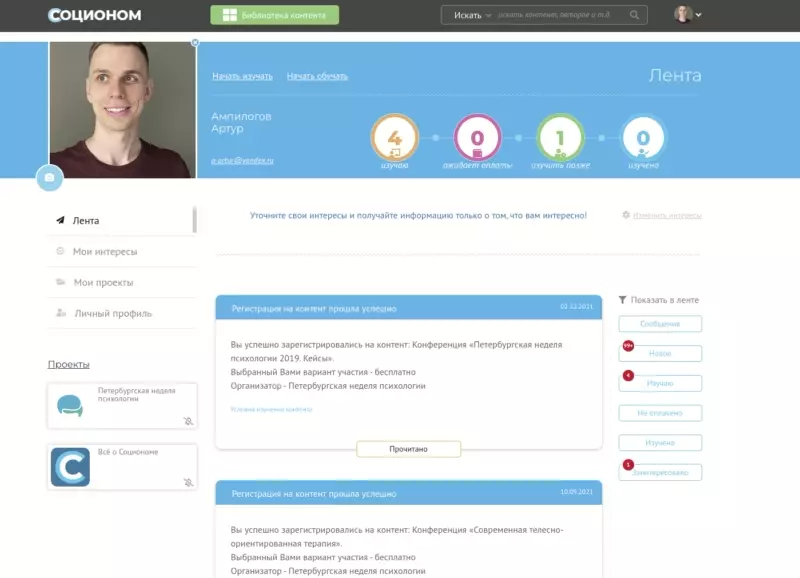 СОЦИОНОМ
Библиотека контента
Искать
искать контент, авторов и т.д
Начать изучать Начать обучать
Лента
Ампилогов
Артур
4 0 1 0
изучаю ожидает оплаты изучить позже изучено
Лента
Мои интересы
Мои проекты
Личный профиль
Уточните свои интересы и получайте информацию только о том, что вам интересно!
Изменить интересы
Проекты
Петербургская неделя
психологии
Всё о Социономе
Регистрация на контент прошла успешно
02.12.2021
Вы успешно зарегистрировались на контент: Конференция «Петербургская неделя
психологии 2019. Кейсы».
Выбранный Вами вариант участия - бесплатно
Организатор - Петербургская неделя психологии
Условия изучения контента
Прочитано
Регистрация на контент прошла успешно
10.09.2021
Вы успешно зарегистрировались на контент: Конференция «Современная телесно-
ориентированная терапия».
Выбранный Вами вариант участия - бесплатно
Организатор - Петербургская неделя психологии
Показать в ленте
Сообщения
99+
Новое
4
Изучаю
Не оплачено
Изучено
1
Заинтересовало